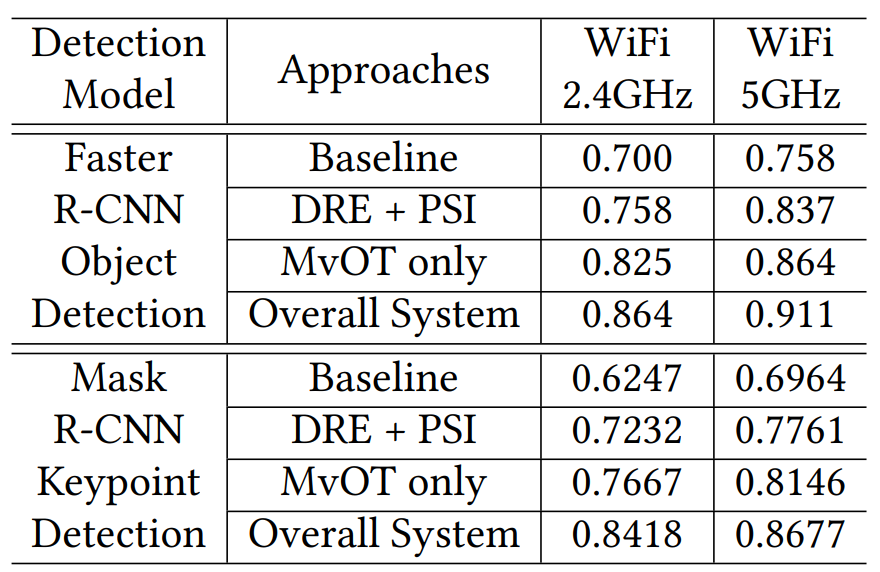 Detection Model Approaches WiFi 2.4GHz WiFi 5GHz
Faster Baseline 0.700 0.758
R-CNN DRE + PSI 0.758 0.837
Object MvOT only 0.825 0.864
Detection Overall System 0.864 0.911
Mask Baseline 0.6247 0.6964
R-CNN DRE + PSI 0.7232 0.7761
Keypoint MvOT only 0.7667 0.8146
Detection Overall System 0.8418 0.8677